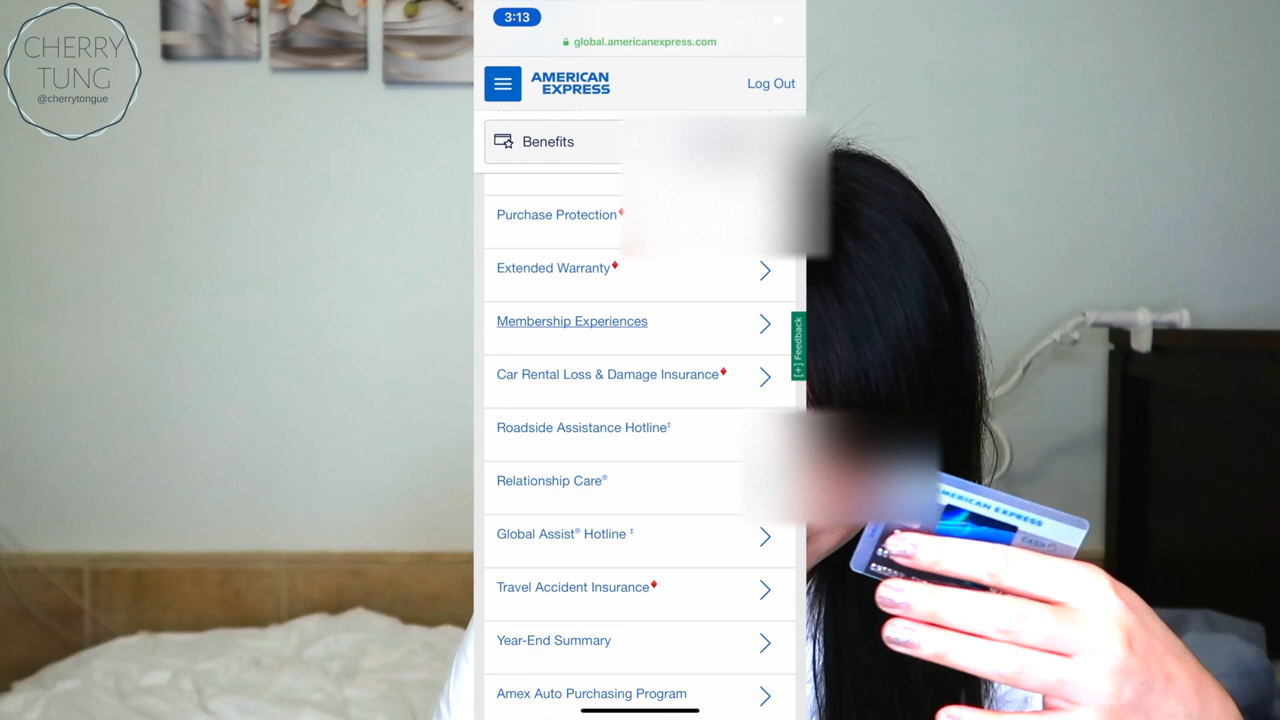 CHERRY
TUNG
@cherrytongue
3:13
global.americanexpress.com
AMERICAN
EXPRESS
Log Out
Benefits
Purchase Protection♦
Extended Warranty♦
Membership Experiences
[+] Feedback
Car Rental Loss & Damage Insurance♦
Roadside Assistance Hotline‡
Relationship Care®
Global Assist® Hotline ‡
Travel Accident Insurance♦
Year-End Summary
Amex Auto Purchasing Program
AMERICAN EXPRESS
CASH